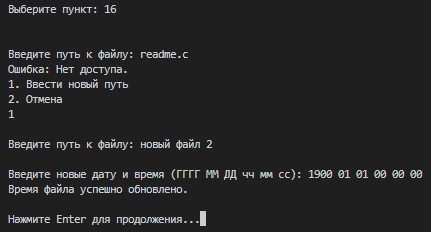 Выберите пункт: 16
Введите путь к файлу: readme.c
Ошибка: Нет доступа.
1. Ввести новый путь
2. Отмена
1
Введите путь к файлу: новый файл 2
Введите новые дату и время (ГГГГ ММ ДД чч мм сс): 1900 01 01 00 00 00
Время файла успешно обновлено.
Нажмите Enter для продолжения...